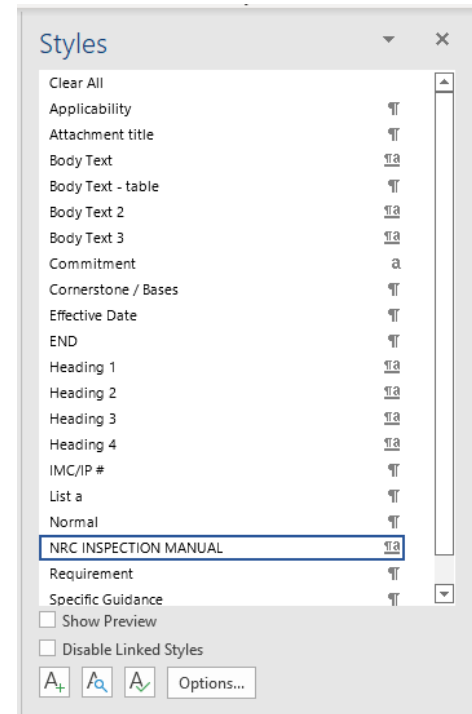 Styles
Clear All
Applicability ¶
Attachment title ¶
Body Text ¶a
Body Text - table ¶
Body Text 2 ¶a
Body Text 3 ¶a
Commitment a
Cornerstone / Bases ¶
Effective Date ¶
END ¶
Heading 1 ¶a
Heading 2 ¶a
Heading 3 ¶a
Heading 4 ¶a
IMC/IP # ¶
List a ¶
Normal ¶
NRC INSPECTION MANUAL ¶a
Requirement ¶
Specific Guidance ¶
Show Preview
Disable Linked Styles
Options...